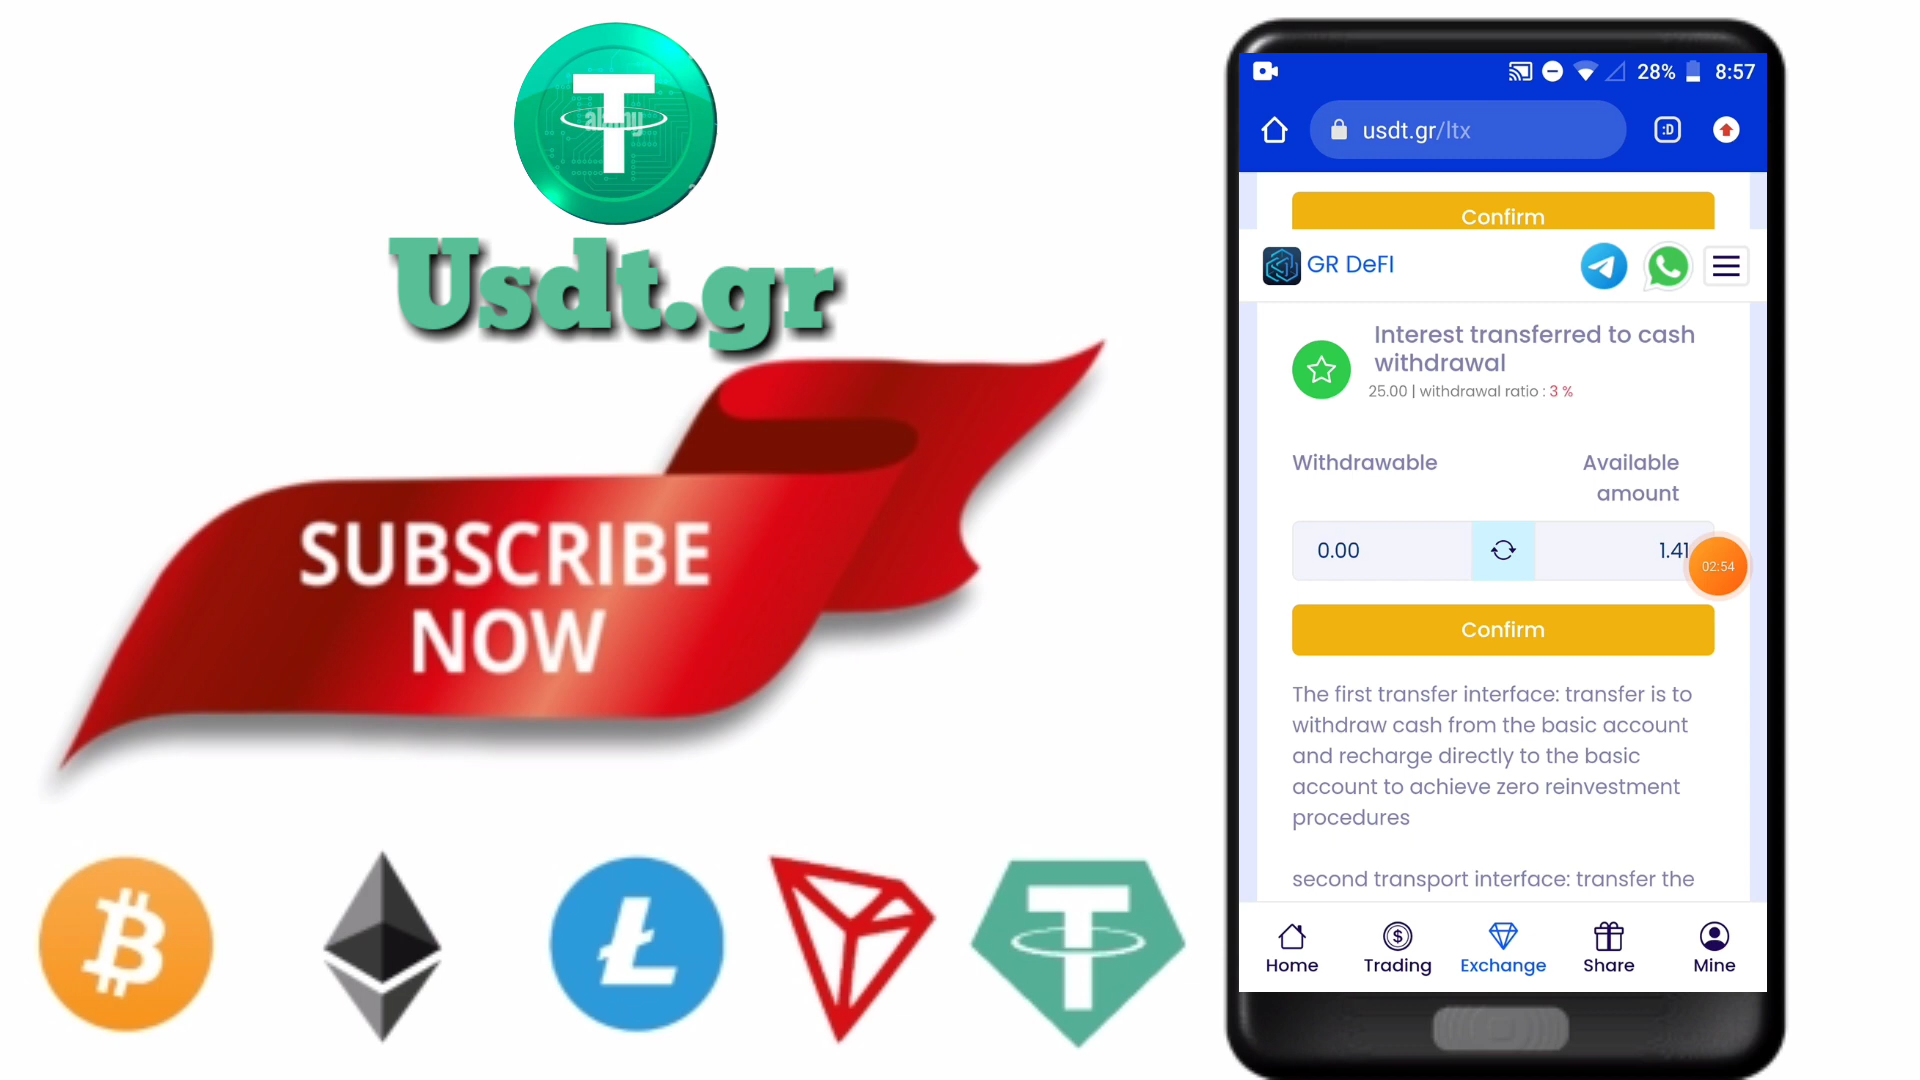 alamy
Usdt.gr
SUBSCRIBE
NOW
28% 8:57
usdt.gr/ltx
:D
Confirm
GR DeFI
Interest transferred to cash
withdrawal
25.00 | withdrawal ratio : 3 %
Withdrawable
Available
amount
0.00
1.41
02:54
Confirm
The first transfer interface: transfer is to
withdraw cash from the basic account
and recharge directly to the basic
account to achieve zero reinvestment
procedures
second transport interface: transfer the
Home
Trading
Exchange
Share
Mine